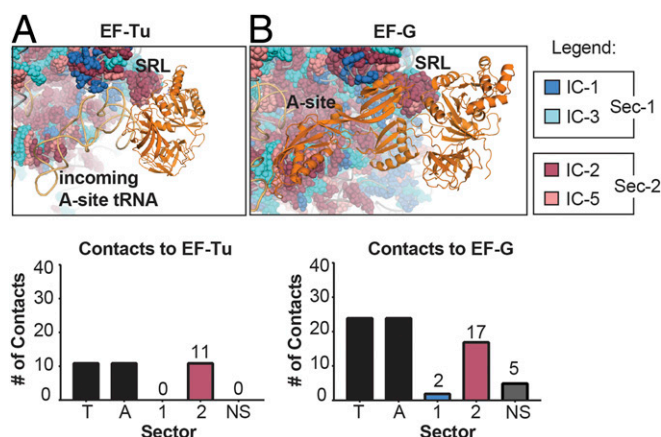 A
EF-Tu
SRL
incoming
A-site tRNA
B
EF-G
SRL
A-site
Legend:
IC-1
IC-3
Sec-1
IC-2
IC-5
Sec-2
Contacts to EF-Tu
# of Contacts
40
30
20
10
0
0
11
0
T A 1 2 NS
Sector
Contacts to EF-G
# of Contacts
40
30
20
10
0
2
17
5
T A 1 2 NS
Sector